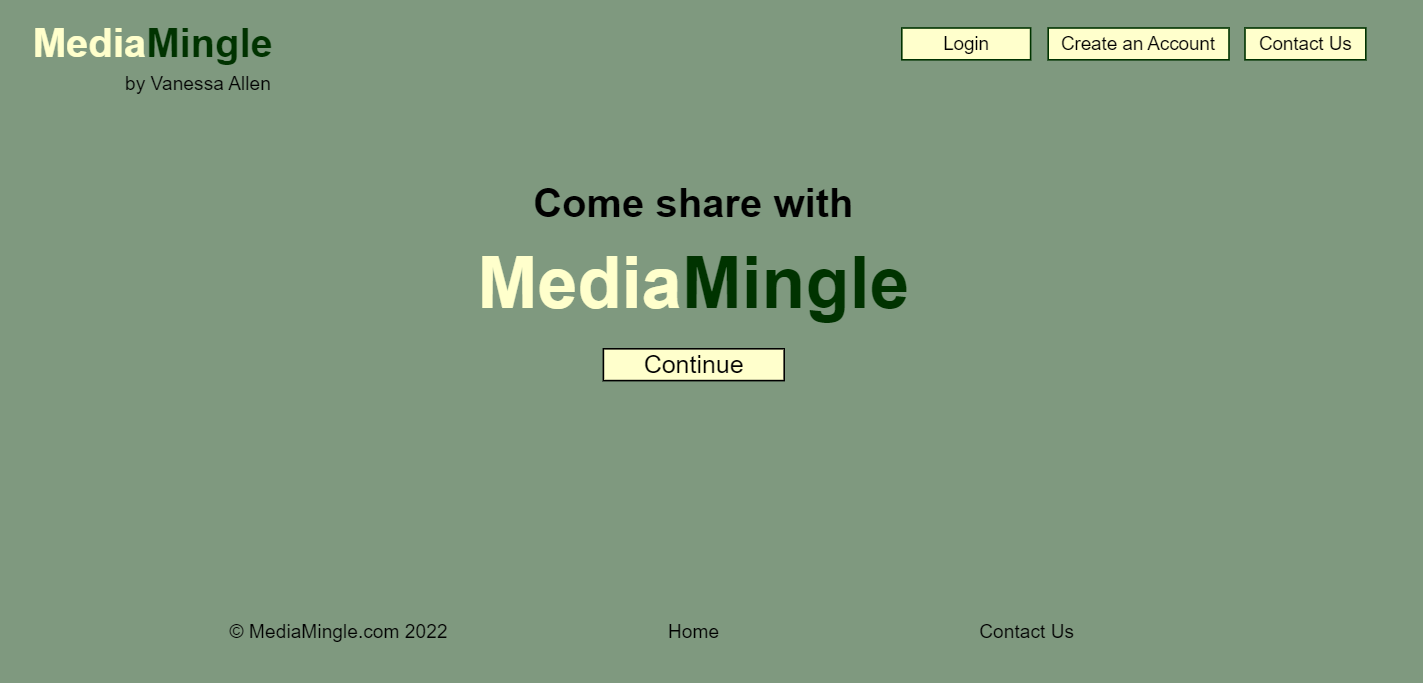 MediaMingle
by Vanessa Allen
Login
Create an Account
Contact Us
Come share with
MediaMingle
Continue
© MediaMingle.com 2022
Home
Contact Us